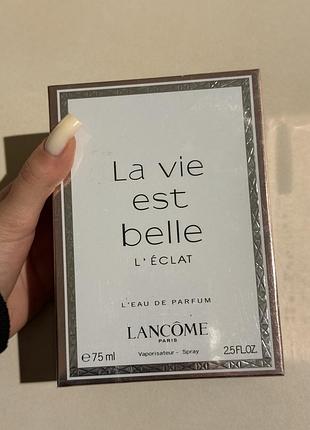 La vie
est
belle
L'ÉCLAT
L'EAU DE PARFUM
LANCÔME
PARIS
e 75 ml Vaporisateur - Spray 2.5 FL.OZ.